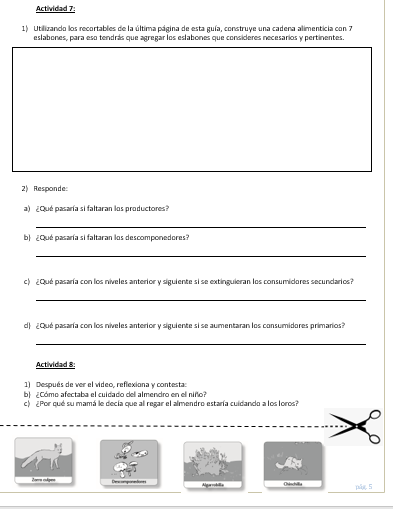 Actividad 7:
1) Utilizando los recortables de la última página de esta guía, construye una cadena alimenticia con 7
eslabones, para eso tendrás que agregar los eslabones que consideres necesarios y pertinentes.
2) Responde:
a) ¿Qué pasaría si faltaran los productores?
b) ¿Qué pasaría si faltaran los descomponedores?
c) ¿Qué pasaría con los niveles anterior y siguiente si se extinguieran los consumidores secundarios?
d) ¿Qué pasaría con los niveles anterior y siguiente si se aumentaran los consumidores primarios?
Actividad 8:
1) Después de ver el video, reflexiona y contesta:
b) ¿Cómo afectaba el cuidado del almendro en el niño?
c) ¿Por qué su mamá le decía que al regar el almendro estaría cuidando a los loros?
Zorro culpeo
Descomponedores
Algarrobilla
Chinchilla
5